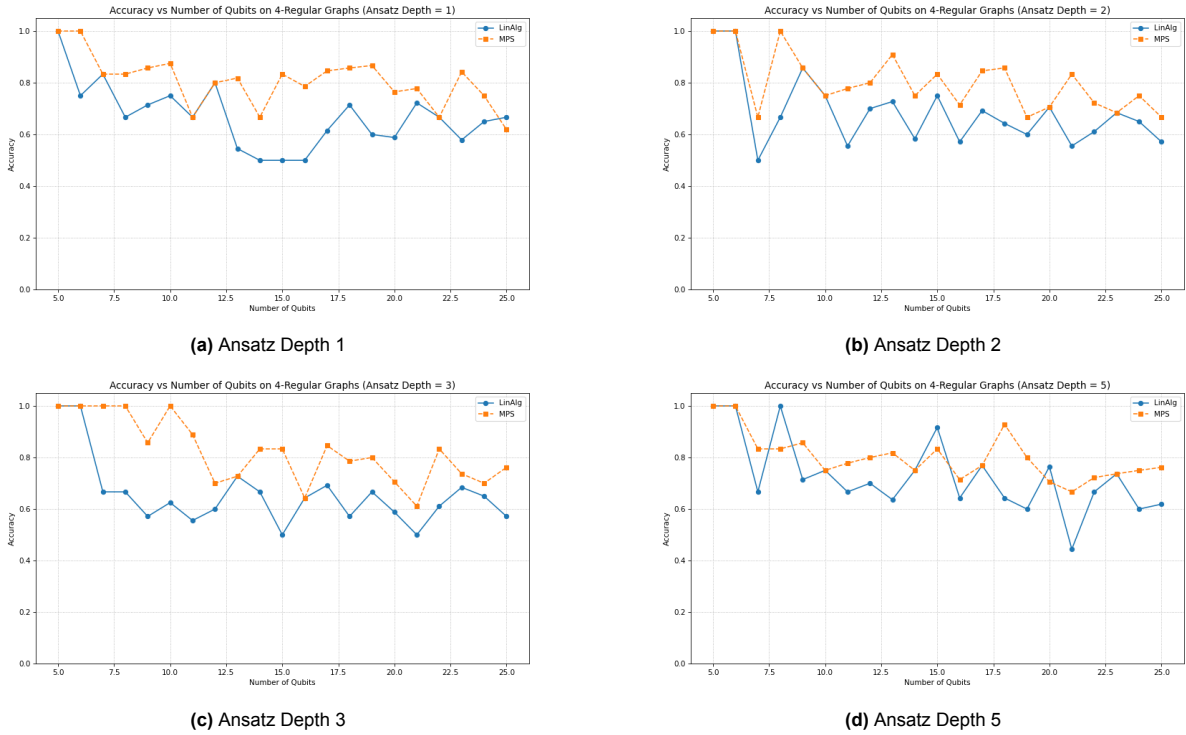 Accuracy vs Number of Qubits on 4-Regular Graphs (Ansatz Depth = 1)
LinAlg
MPS
1.0
0.8
0.6
0.4
0.2
0.0
Accuracy
5.0 7.5 10.0 12.5 15.0 17.5 20.0 22.5 25.0
Number of Qubits
(a) Ansatz Depth 1
Accuracy vs Number of Qubits on 4-Regular Graphs (Ansatz Depth = 2)
LinAlg
MPS
1.0
0.8
0.6
0.4
0.2
0.0
Accuracy
5.0 7.5 10.0 12.5 15.0 17.5 20.0 22.5 25.0
Number of Qubits
(b) Ansatz Depth 2
Accuracy vs Number of Qubits on 4-Regular Graphs (Ansatz Depth = 3)
LinAlg
MPS
1.0
0.8
0.6
0.4
0.2
0.0
Accuracy
5.0 7.5 10.0 12.5 15.0 17.5 20.0 22.5 25.0
Number of Qubits
(c) Ansatz Depth 3
Accuracy vs Number of Qubits on 4-Regular Graphs (Ansatz Depth = 5)
LinAlg
MPS
1.0
0.8
0.6
0.4
0.2
0.0
Accuracy
5.0 7.5 10.0 12.5 15.0 17.5 20.0 22.5 25.0
Number of Qubits
(d) Ansatz Depth 5